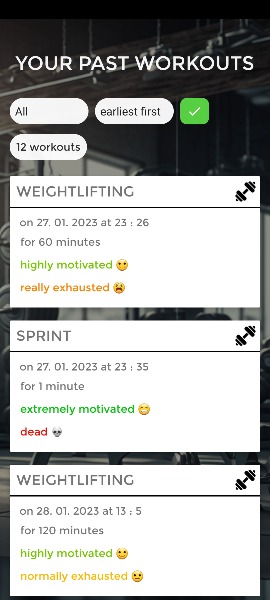 YOUR PAST WORKOUTS
All
earliest first
12 workouts
WEIGHTLIFTING
on 27. 01. 2023 at 23 : 26
for 60 minutes
highly motivated 🙂
really exhausted 😫
SPRINT
on 27. 01. 2023 at 23 : 35
for 1 minute
extremely motivated 😁
dead 💀
WEIGHTLIFTING
on 28. 01. 2023 at 13 : 5
for 120 minutes
highly motivated 🙂
normally exhausted 😓